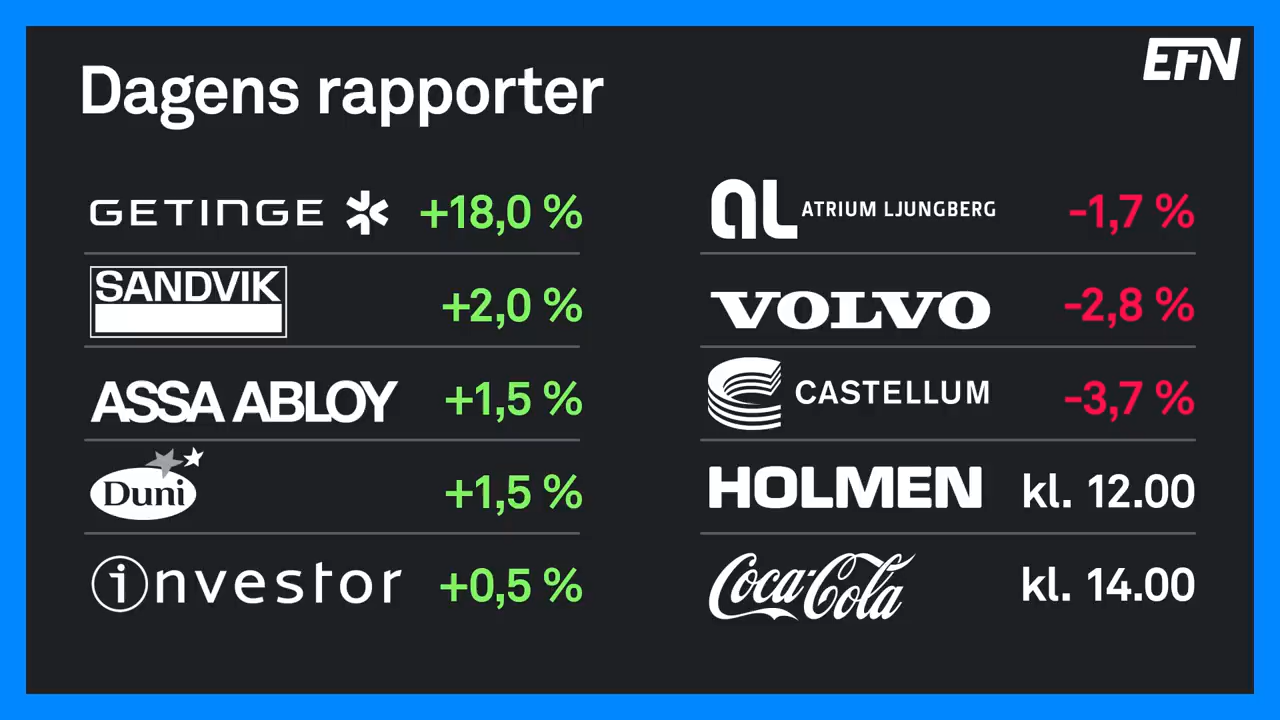 EFN
Dagens rapporter
GETINGE +18,0 %
SANDVIK +2,0 %
ASSA ABLOY +1,5 %
Duni +1,5 %
investor +0,5 %
AL ATRIUM LJUNGBERG -1,7 %
VOLVO -2,8 %
CASTELLUM -3,7 %
HOLMEN kl. 12.00
Coca-Cola kl. 14.00